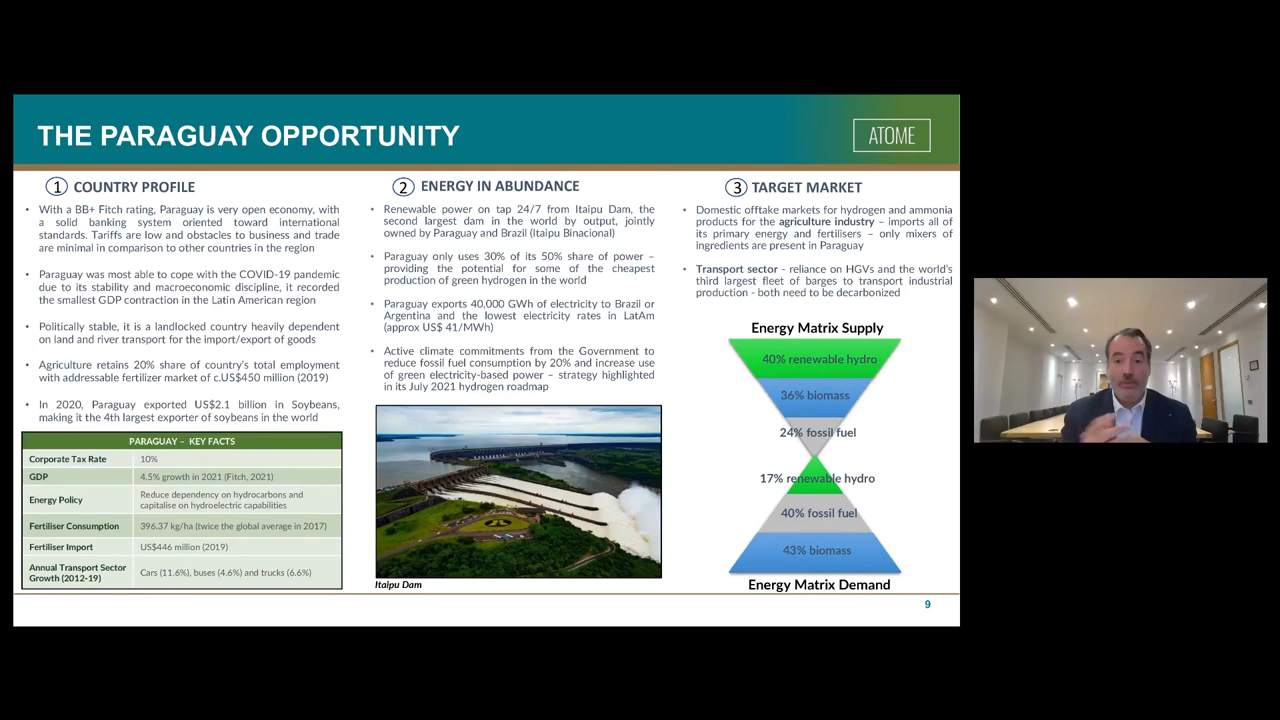 THE PARAGUAY OPPORTUNITY
ATOME
1 COUNTRY PROFILE
• With a BB+ Fitch rating, Paraguay is very open economy, with
a solid banking system oriented toward international
standards. Tariffs are low and obstacles to business and trade
are minimal in comparison to other countries in the region
• Paraguay was most able to cope with the COVID-19 pandemic
due to its stability and macroeconomic discipline, it recorded
the smallest GDP contraction in the Latin American region
• Politically stable, it is a landlocked country heavily dependent
on land and river transport for the import/export of goods
• Agriculture retains 20% share of country's total employment
with addressable fertilizer market of c.US$450 million (2019)
• In 2020, Paraguay exported US$2.1 billion in Soybeans,
making it the 4th largest exporter of soybeans in the world
PARAGUAY – KEY FACTS
Corporate Tax Rate 10%
GDP 4.5% growth in 2021 (Fitch, 2021)
Energy Policy Reduce dependency on hydrocarbons and
capitalise on hydroelectric capabilities
Fertiliser Consumption 396.37 kg/ha (twice the global average in 2017)
Fertiliser Import US$446 million (2019)
Annual Transport Sector
Growth (2012-19) Cars (11.6%), buses (4.6%) and trucks (6.6%)
2 ENERGY IN ABUNDANCE
• Renewable power on tap 24/7 from Itaipu Dam, the
second largest dam in the world by output, jointly
owned by Paraguay and Brazil (Itaipu Binacional)
• Paraguay only uses 30% of its 50% share of power –
providing the potential for some of the cheapest
production of green hydrogen in the world
• Paraguay exports 40,000 GWh of electricity to Brazil or
Argentina and the lowest electricity rates in LatAm
(approx US$ 41/MWh)
• Active climate commitments from the Government to
reduce fossil fuel consumption by 20% and increase use
of green electricity-based power – strategy highlighted
in its July 2021 hydrogen roadmap
Itaipu Dam
3 TARGET MARKET
• Domestic offtake markets for hydrogen and ammonia
products for the agriculture industry – imports all of
its primary energy and fertilisers – only mixers of
ingredients are present in Paraguay
• Transport sector - reliance on HGVs and the world's
third largest fleet of barges to transport industrial
production - both need to be decarbonized
Energy Matrix Supply
40% renewable hydro
36% biomass
24% fossil fuel
17% renewable hydro
40% fossil fuel
43% biomass
Energy Matrix Demand
9